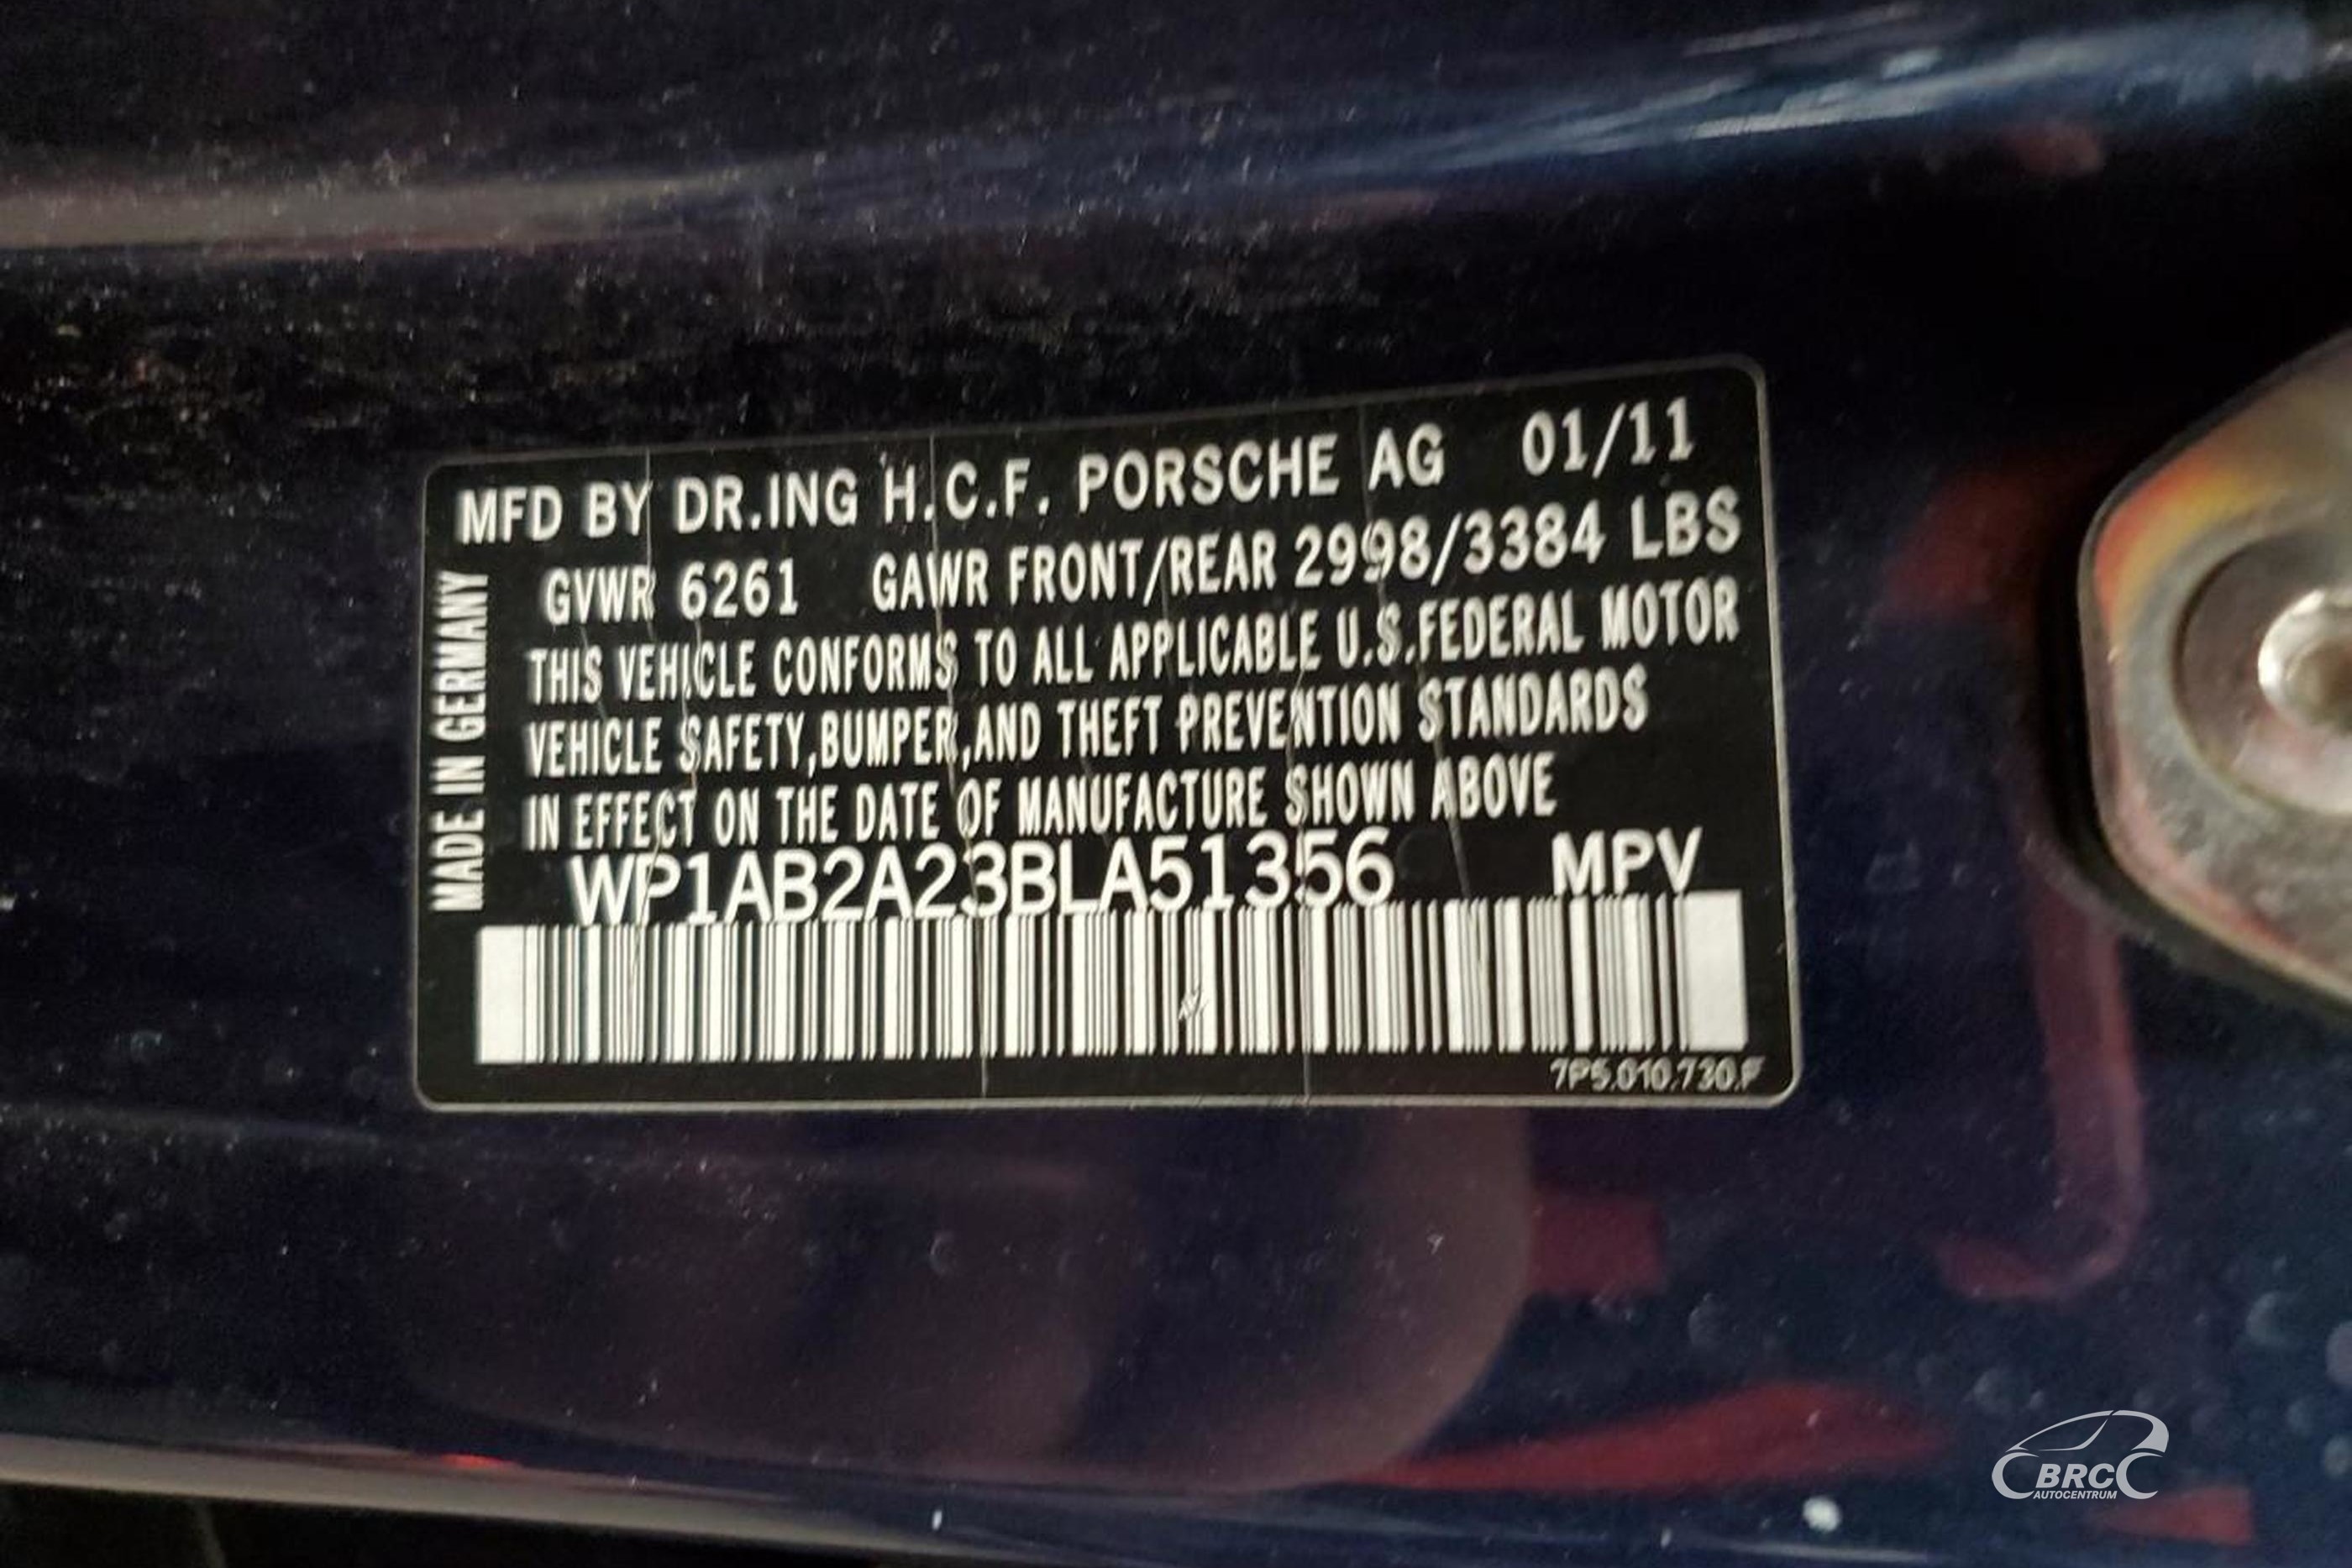 MFD BY DR.ING H.C.F. PORSCHE AG 01/11
GVWR 6261 GAWR FRONT/REAR 2998/3384 LBS
THIS VEHICLE CONFORMS TO ALL APPLICABLE U.S.FEDERAL MOTOR
VEHICLE SAFETY,BUMPER,AND THEFT PREVENTION STANDARDS
IN EFFECT ON THE DATE OF MANUFACTURE SHOWN ABOVE
WP1AB2A23BLA51356 MPV
7P5.010.730.F
MADE IN GERMANY
BRC
AUTOCENTRUM